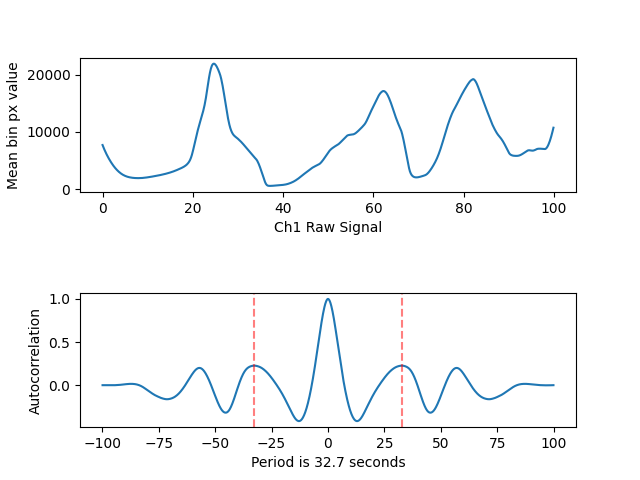 20000
10000
0
Mean bin px value
0 20 40 60 80 100
Ch1 Raw Signal
1.0
0.5
0.0
Autocorrelation
−100 −75 −50 −25 0 25 50 75 100
Period is 32.7 seconds